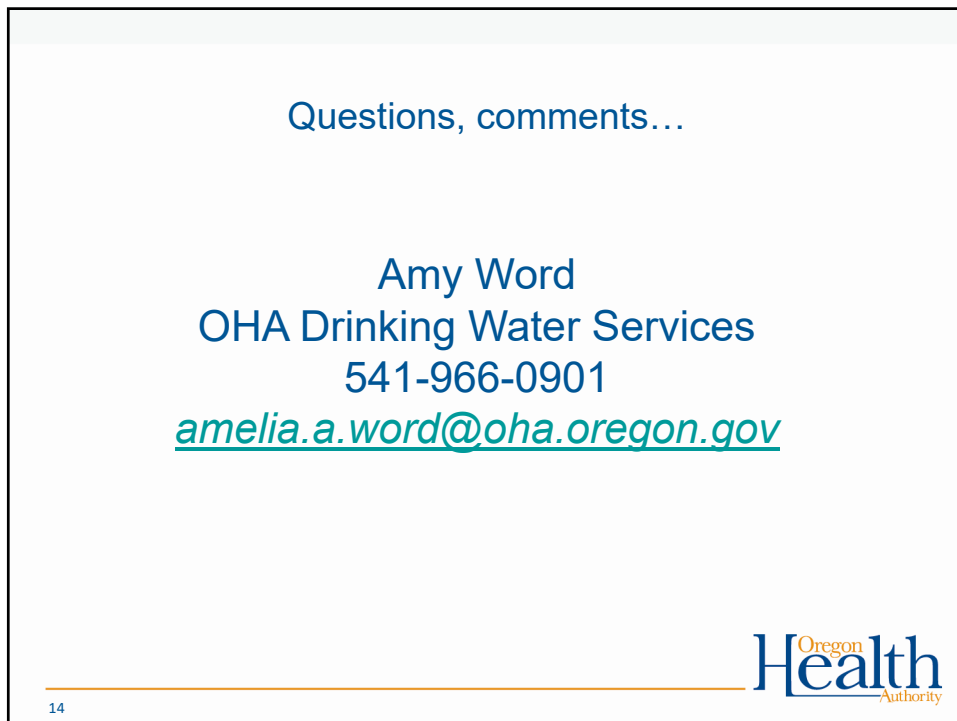 Questions, comments…
Amy Word
OHA Drinking Water Services
541-966-0901
amelia.a.word@oha.oregon.gov
Oregon
Health
Authority
14